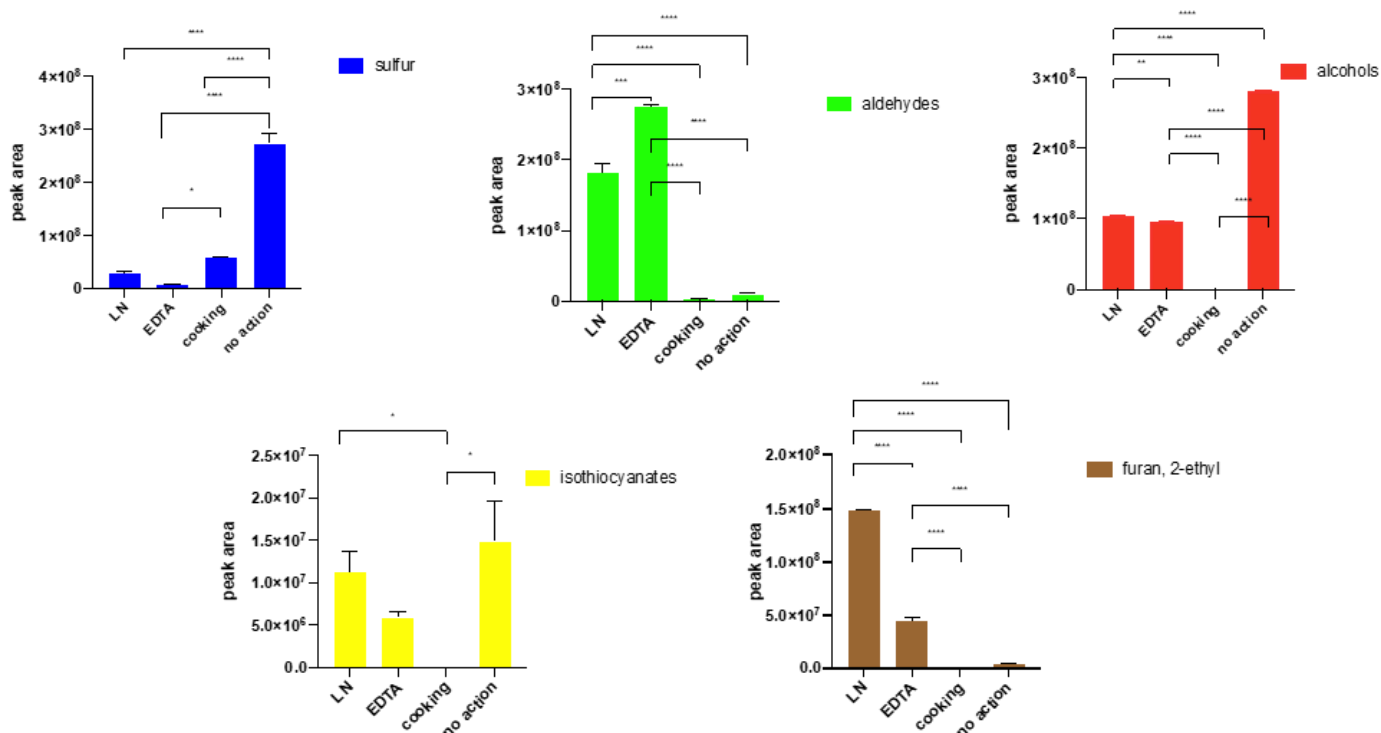 ****
****
****
*
sulfur
peak area
4×10⁸
3×10⁸
2×10⁸
1×10⁸
0
LN
EDTA
cooking
no action
****
****
***
****
****
aldehydes
peak area
3×10⁸
2×10⁸
1×10⁸
0
LN
EDTA
cooking
no action
****
****
**
****
****
****
alcohols
peak area
3×10⁸
2×10⁸
1×10⁸
0
LN
EDTA
cooking
no action
*
*
isothiocyanates
peak area
2.5×10⁷
2.0×10⁷
1.5×10⁷
1.0×10⁷
5.0×10⁶
0.0
LN
EDTA
cooking
no action
****
****
****
****
****
furan, 2-ethyl
peak area
2.0×10⁸
1.5×10⁸
1.0×10⁸
5.0×10⁷
0.0
LN
EDTA
cooking
no action